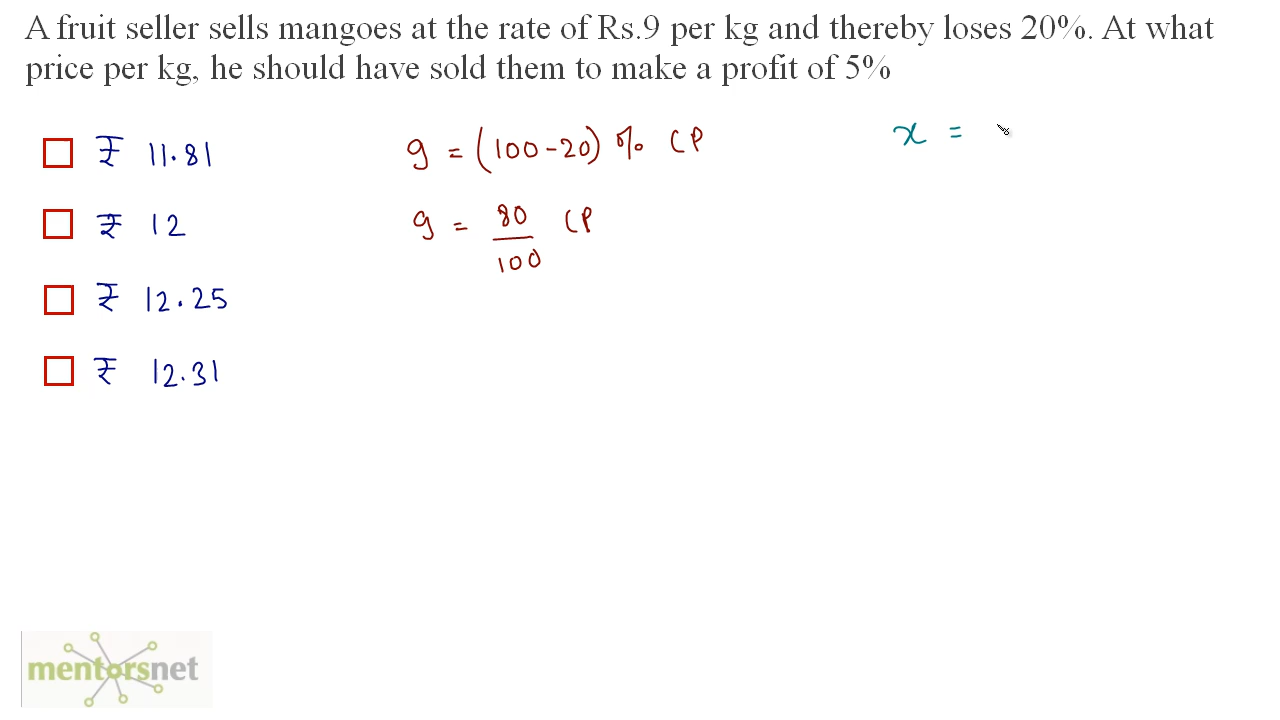 A fruit seller sells mangoes at the rate of Rs.9 per kg and thereby loses 20%. At what
price per kg, he should have sold them to make a profit of 5%
₹ 11.81
₹ 12
₹ 12.25
₹ 12.31
9 = (100-20) % CP
9 = 80/100 CP
x =
mentorsnet